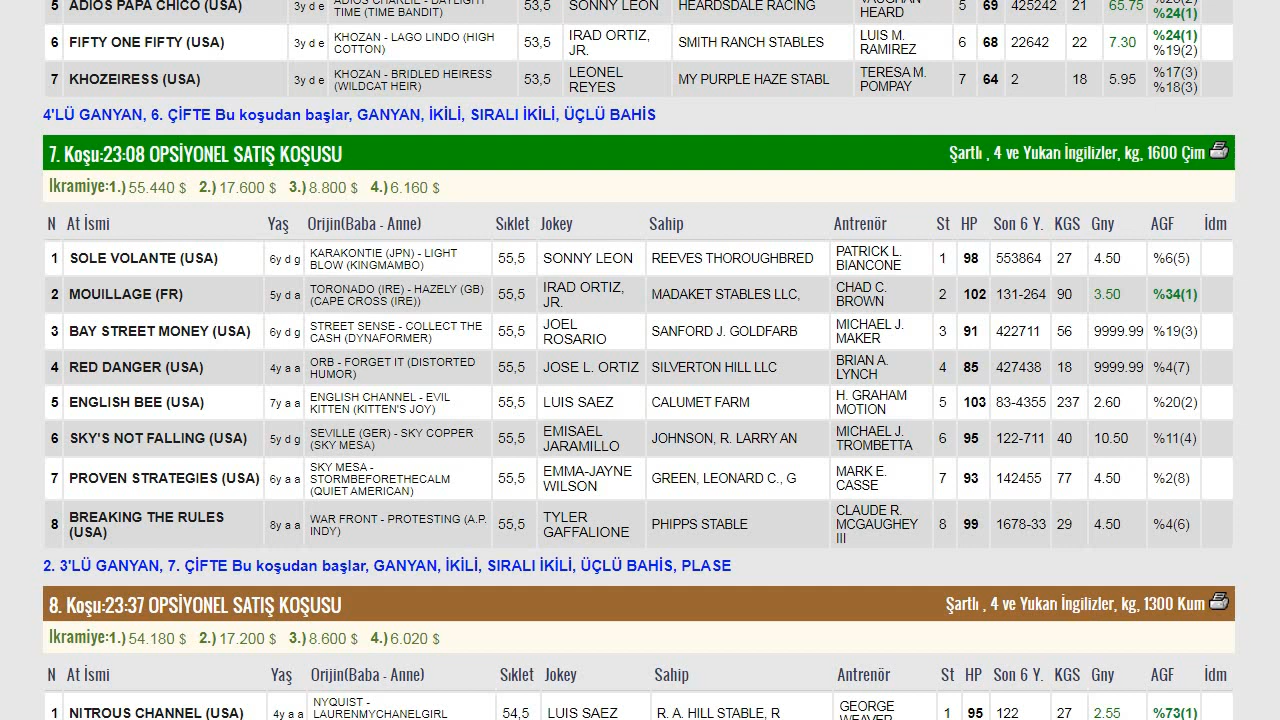 5 ADIOS PAPA CHICO (USA) 3y d e ADIOS CHARLIE - DAYLIGHT TIME (TIME BANDIT) 53,5 SONNY LEON HEARDSDALE RACING VAUGHAN HEARD 5 69 425242 21 65.75 %24(1)
6 FIFTY ONE FIFTY (USA) 3y d e KHOZAN - LAGO LINDO (HIGH COTTON) 53,5 IRAD ORTIZ, JR. SMITH RANCH STABLES LUIS M. RAMIREZ 6 68 22642 22 7.30 %24(1) %19(2)
7 KHOZEIRESS (USA) 3y d e KHOZAN - BRIDLED HEIRESS (WILDCAT HEIR) 53,5 LEONEL REYES MY PURPLE HAZE STABL TERESA M. POMPAY 7 64 2 18 5.95 %17(3) %18(3)
4'LÜ GANYAN, 6. ÇİFTE Bu koşudan başlar, GANYAN, İKİLİ, SIRALI İKİLİ, ÜÇLÜ BAHİS
7. Koşu:23:08 OPSİYONEL SATIŞ KOŞUSU Şartlı , 4 ve Yukarı İngilizler, kg, 1600 Çim
Ikramiye:1.) 55.440 $ 2.) 17.600 $ 3.) 8.800 $ 4.) 6.160 $
N At İsmi Yaş Orijin(Baba - Anne) Sıklet Jokey Sahip Antrenör St HP Son 6 Y. KGS Gny AGF İdm
1 SOLE VOLANTE (USA) 6y d g KARAKONTIE (JPN) - LIGHT BLOW (KINGMAMBO) 55,5 SONNY LEON REEVES THOROUGHBRED PATRICK L. BIANCONE 1 98 553864 27 4.50 %6(5)
2 MOUILLAGE (FR) 5y d a TORONADO (IRE) - HAZELY (GB) (CAPE CROSS (IRE)) 55,5 IRAD ORTIZ, JR. MADAKET STABLES LLC, CHAD C. BROWN 2 102 131-264 90 3.50 %34(1)
3 BAY STREET MONEY (USA) 6y d g STREET SENSE - COLLECT THE CASH (DYNAFORMER) 55,5 JOEL ROSARIO SANFORD J. GOLDFARB MICHAEL J. MAKER 3 91 422711 56 9999.99 %19(3)
4 RED DANGER (USA) 4y a a ORB - FORGET IT (DISTORTED HUMOR) 55,5 JOSE L. ORTIZ SILVERTON HILL LLC BRIAN A. LYNCH 4 85 427438 18 9999.99 %4(7)
5 ENGLISH BEE (USA) 7y a a ENGLISH CHANNEL - EVIL KITTEN (KITTEN'S JOY) 55,5 LUIS SAEZ CALUMET FARM H. GRAHAM MOTION 5 103 83-4355 237 2.60 %20(2)
6 SKY'S NOT FALLING (USA) 5y d g SEVILLE (GER) - SKY COPPER (SKY MESA) 55,5 EMISAEL JARAMILLO JOHNSON, R. LARRY AN MICHAEL J. TROMBETTA 6 95 122-711 40 10.50 %11(4)
7 PROVEN STRATEGIES (USA) 6y a a SKY MESA - STORMBEFORETHECALM (QUIET AMERICAN) 55,5 EMMA-JAYNE WILSON GREEN, LEONARD C., G MARK E. CASSE 7 93 142455 77 4.50 %2(8)
8 BREAKING THE RULES (USA) 8y a a WAR FRONT - PROTESTING (A.P. INDY) 55,5 TYLER GAFFALIONE PHIPPS STABLE CLAUDE R. MCGAUGHEY III 8 99 1678-33 29 4.50 %4(6)
2. 3'LÜ GANYAN, 7. ÇİFTE Bu koşudan başlar, GANYAN, İKİLİ, SIRALI İKİLİ, ÜÇLÜ BAHİS, PLASE
8. Koşu:23:37 OPSİYONEL SATIŞ KOŞUSU Şartlı , 4 ve Yukarı İngilizler, kg, 1300 Kum
Ikramiye:1.) 54.180 $ 2.) 17.200 $ 3.) 8.600 $ 4.) 6.020 $
N At İsmi Yaş Orijin(Baba - Anne) Sıklet Jokey Sahip Antrenör St HP Son 6 Y. KGS Gny AGF İdm
1 NITROUS CHANNEL (USA) 4y a a NYQUIST - LAURENMYCHANELGIRL 54,5 LUIS SAEZ R. A. HILL STABLE, R GEORGE WEAVER 1 95 122 27 2.55 %73(1)